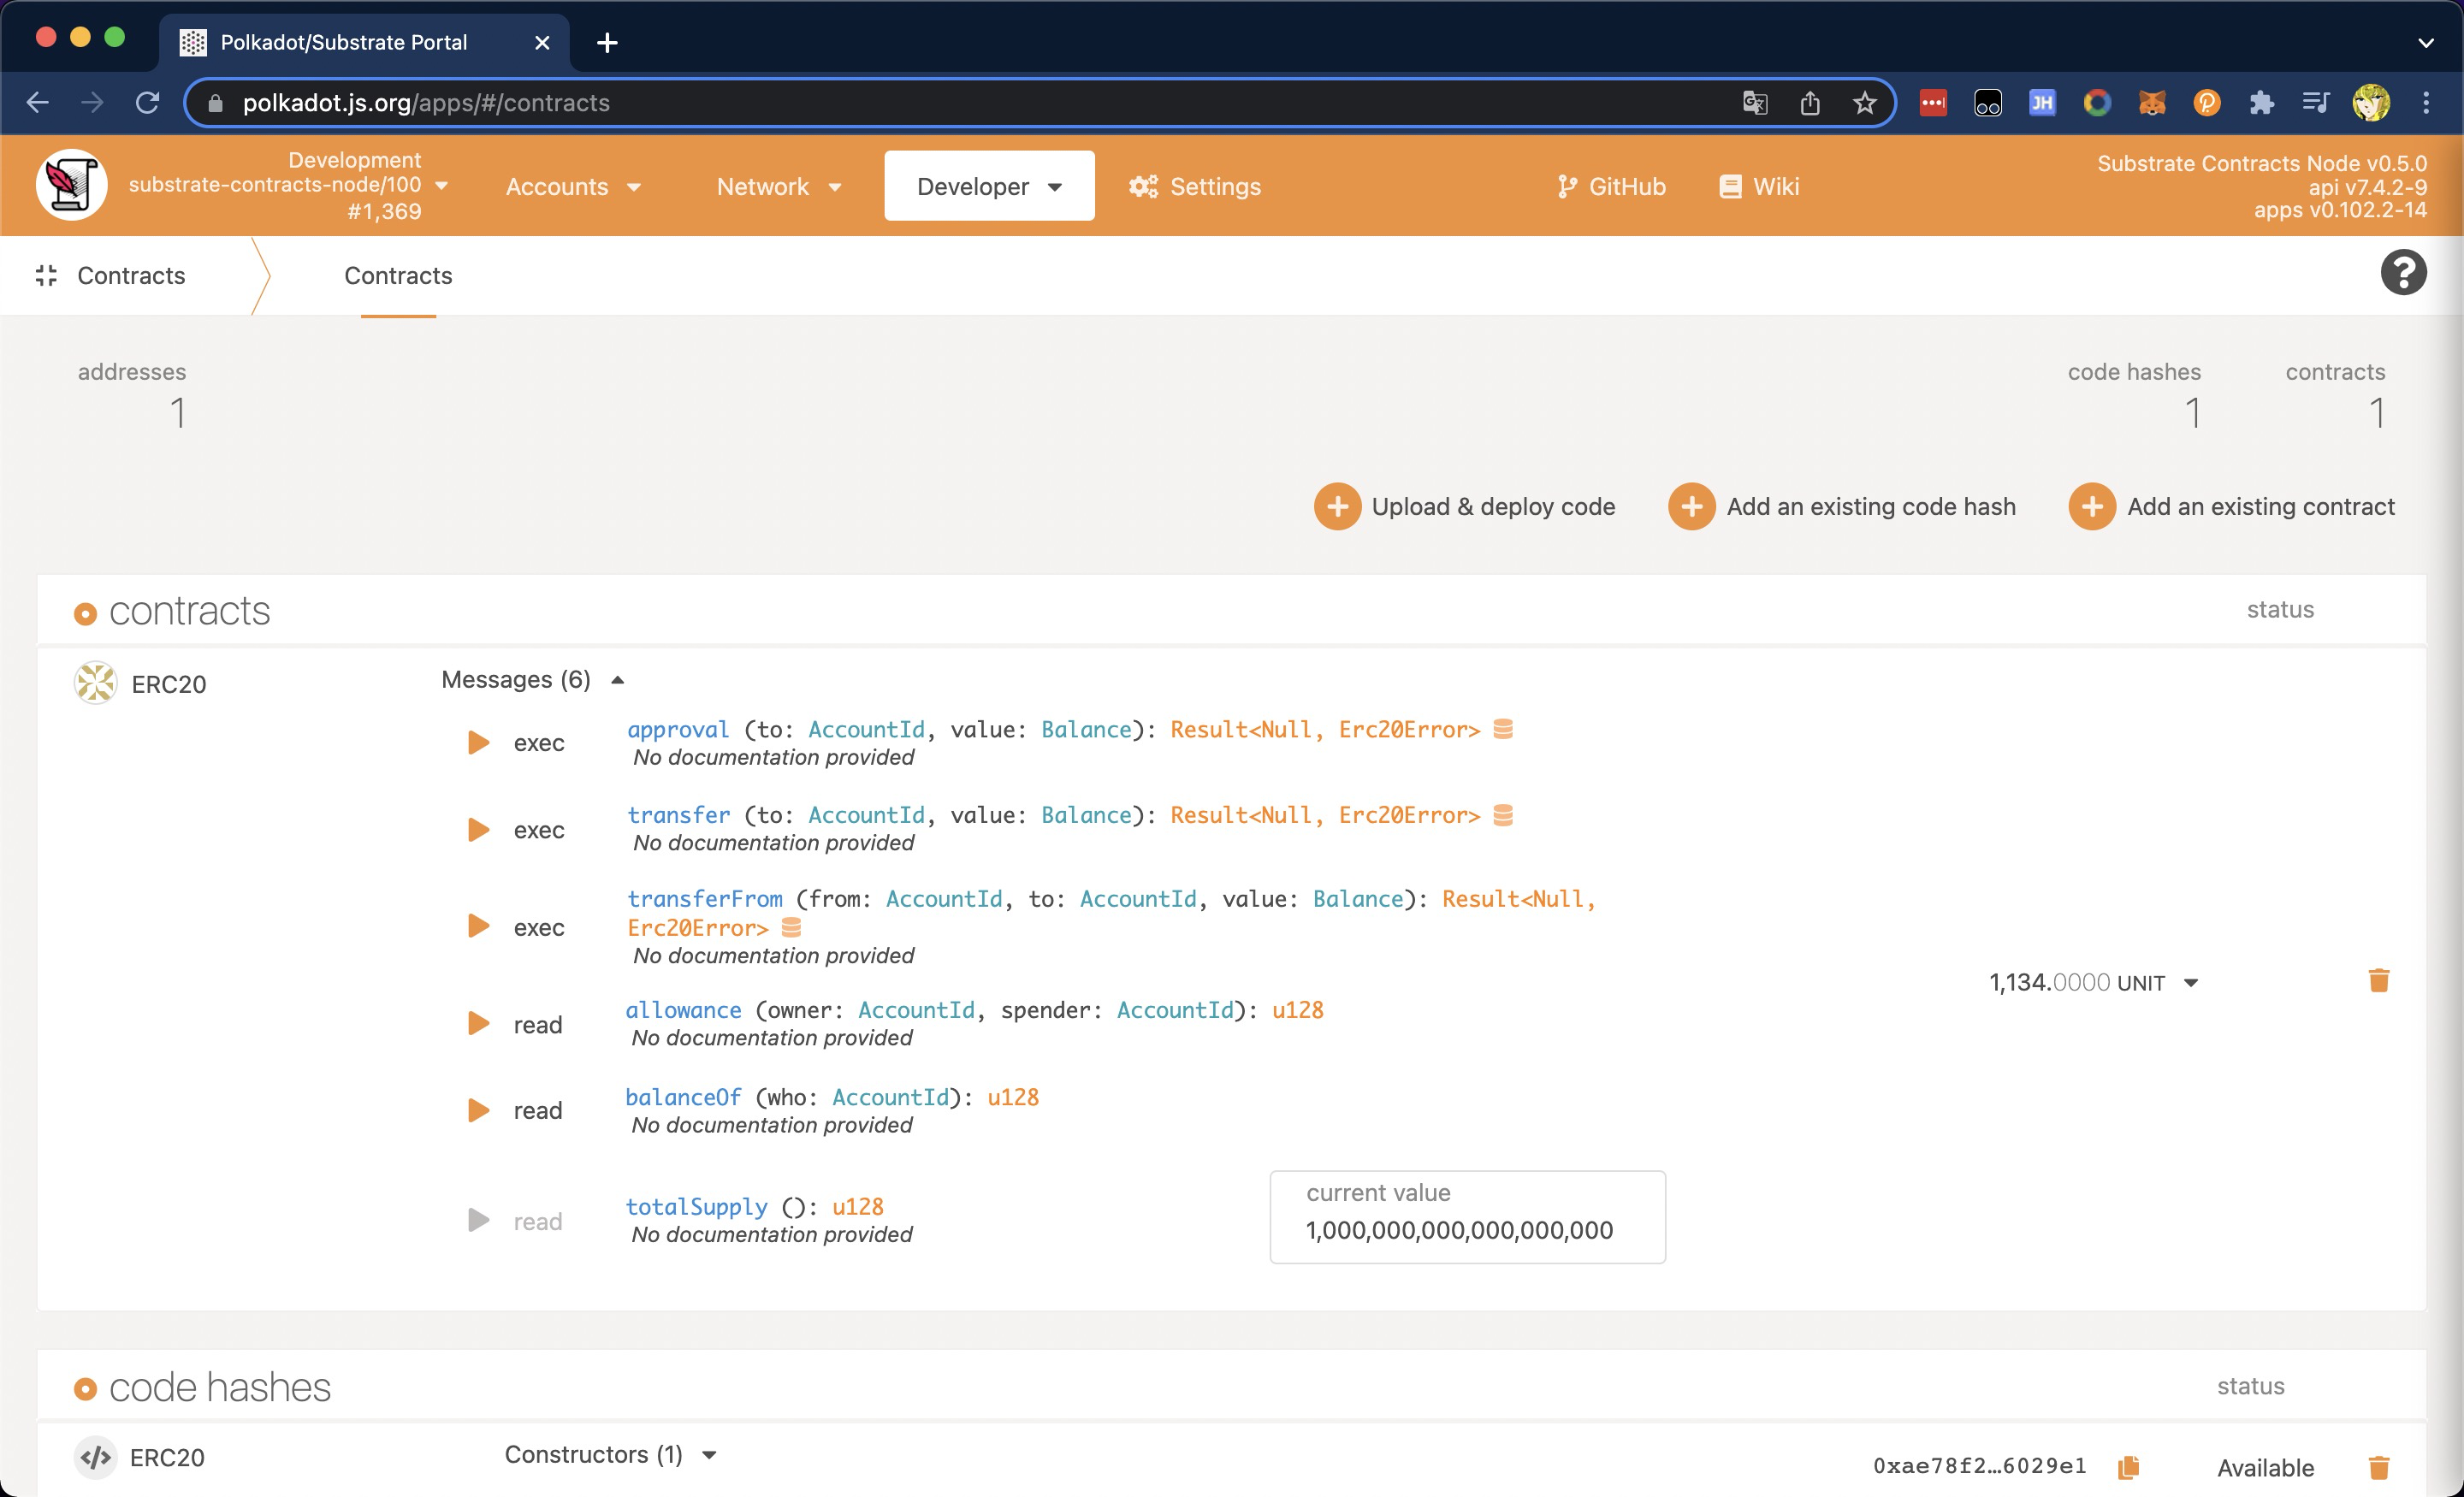 Polkadot/Substrate Portal
polkadot.js.org/apps/#/contracts
JH
Development
substrate-contracts-node/100
#1,369
Accounts
Network
Developer
Settings
GitHub
Wiki
Substrate Contracts Node v0.5.0
api v7.4.2-9
apps v0.102.2-14
Contracts
Contracts
addresses
1
code hashes
1
contracts
1
Upload & deploy code
Add an existing code hash
Add an existing contract
contracts
status
ERC20
Messages (6)
exec
approval (to: AccountId, value: Balance): Result<Null, Erc20Error>
No documentation provided
exec
transfer (to: AccountId, value: Balance): Result<Null, Erc20Error>
No documentation provided
exec
transferFrom (from: AccountId, to: AccountId, value: Balance): Result<Null,
Erc20Error>
No documentation provided
1,134.0000 UNIT
read
allowance (owner: AccountId, spender: AccountId): u128
No documentation provided
read
balanceOf (who: AccountId): u128
No documentation provided
read
totalSupply (): u128
No documentation provided
current value
1,000,000,000,000,000,000
code hashes
status
ERC20
Constructors (1)
0xae78f2…6029e1
Available